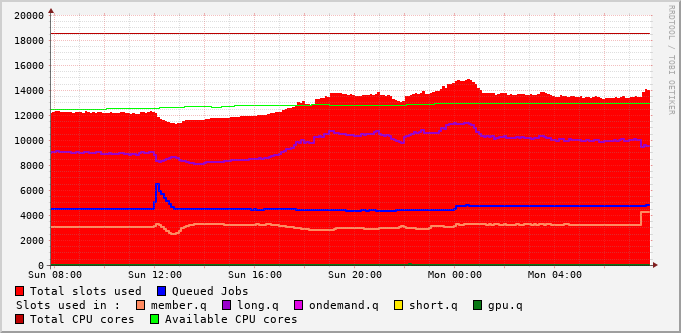 20000
18000
16000
14000
12000
10000
8000
6000
4000
2000
0
Sun 08:00 Sun 12:00 Sun 16:00 Sun 20:00 Mon 00:00 Mon 04:00
Total slots used Queued Jobs
Slots used in : member.q long.q ondemand.q short.q gpu.q
Total CPU cores Available CPU cores
RRDTOOL / TOBI OETIKER